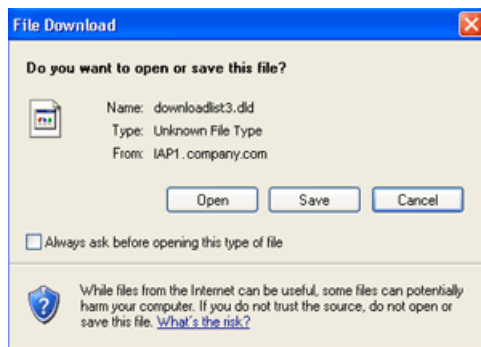 File Download
Do you want to open or save this file?
Name: downloadlist3.dld
Type: Unknown File Type
From: IAP1.company.com
Open Save Cancel
Always ask before opening this type of file
While files from the Internet can be useful, some files can potentially
harm your computer. If you do not trust the source, do not open or
save this file. What's the risk?